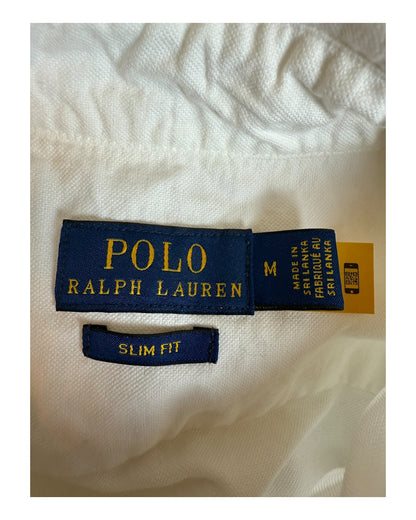 POLO
RALPH LAUREN
M
MADE IN
SRI LANKA
FABRIQUÉ AU
SRI LANKA
SLIM FIT